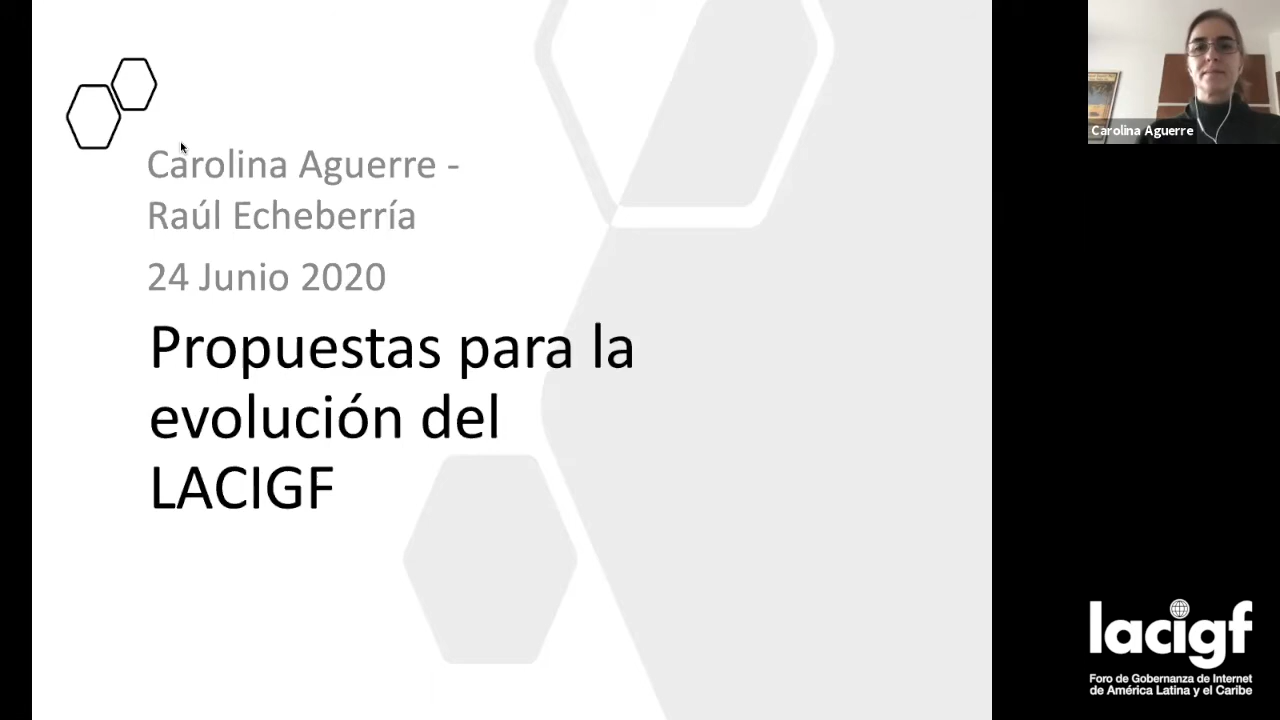 Carolina Aguerre -
Raúl Echeberría
24 Junio 2020
Propuestas para la
evolución del
LACIGF
Carolina Aguerre
lacigf
Foro de Gobernanza de Internet
de América Latina y el Caribe